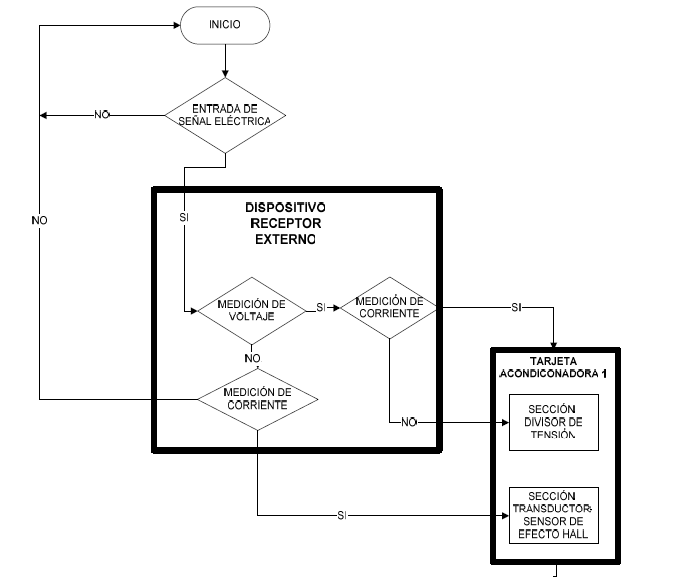 INICIO
ENTRADA DE
SEÑAL ELÉCTRICA
NO
NO
SI
DISPOSITIVO
RECEPTOR
EXTERNO
MEDICIÓN DE
VOLTAJE
SI
MEDICIÓN DE
CORRIENTE
SI
NO
MEDICIÓN DE
CORRIENTE
NO
SI
TARJETA
ACONDICONADORA 1
SECCIÓN
DIVISOR DE
TENSIÓN
SECCIÓN
TRANSDUCTOR:
SENSOR DE
EFECTO HALL